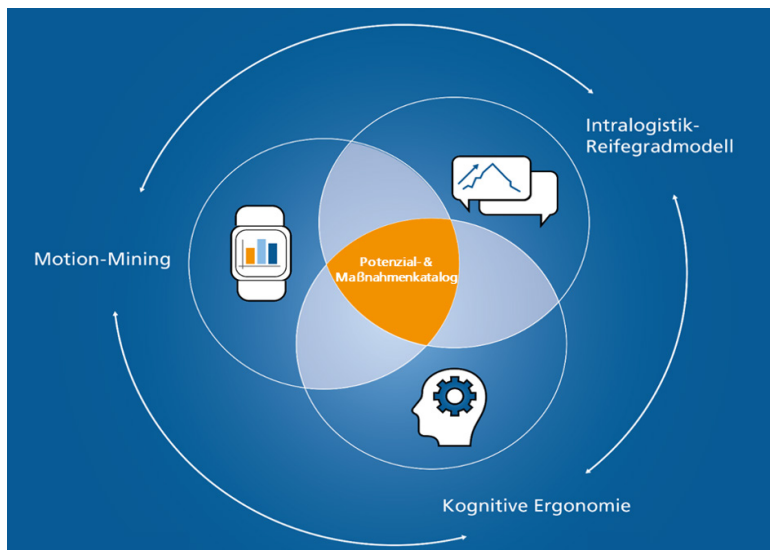 Intralogistik-
Reifegradmodell
Motion-Mining
Potenzial- &
Maßnahmenkatalog
Kognitive Ergonomie